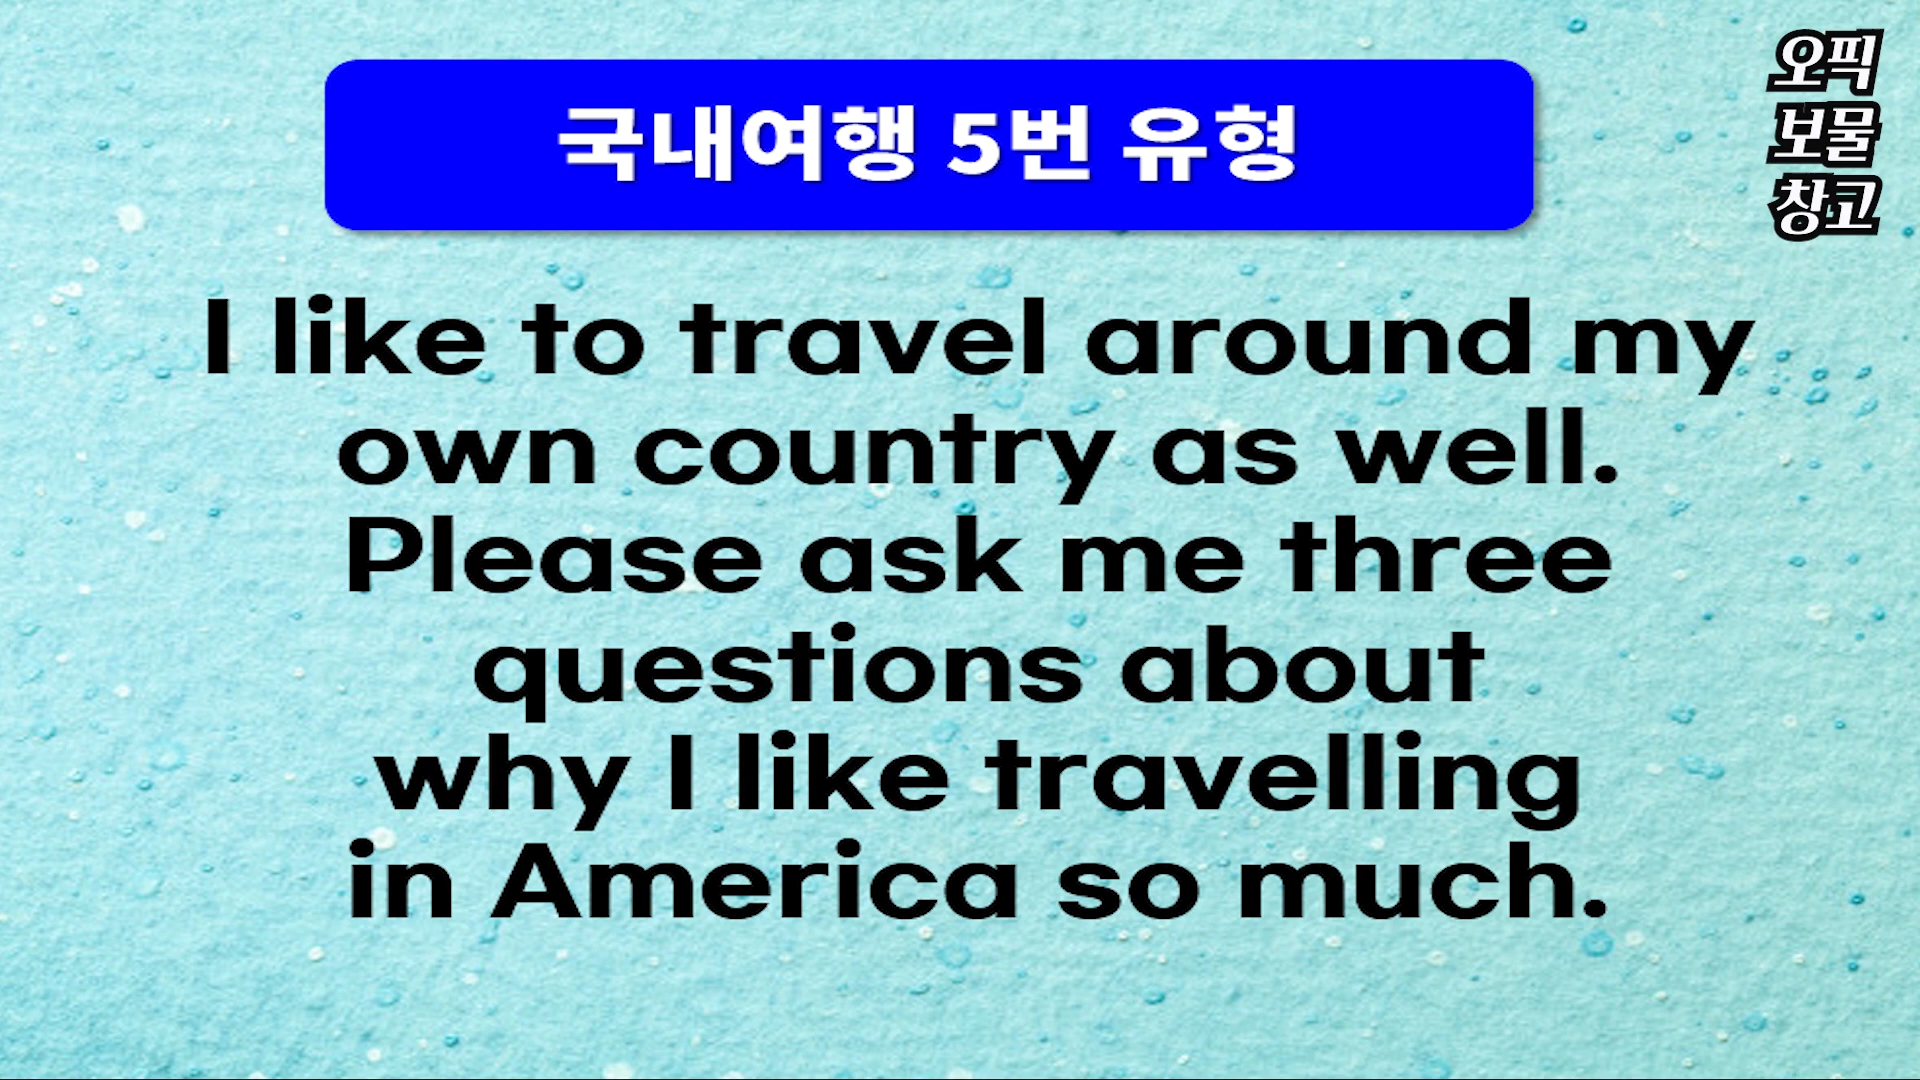 국내여행 5번 유형
오픽
보물
창고
I like to travel around my
own country as well.
Please ask me three
questions about
why I like travelling
in America so much.